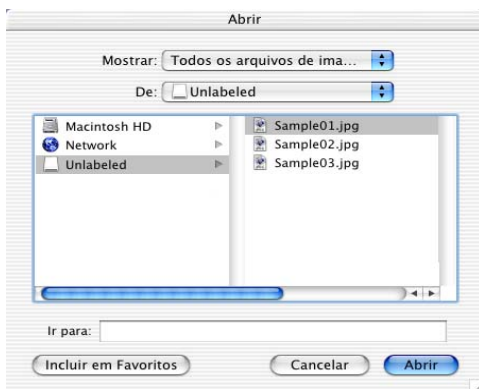 Abrir
Mostrar: Todos os arquivos de ima...
De: Unlabeled
Macintosh HD
Network
Unlabeled
Sample01.jpg
Sample02.jpg
Sample03.jpg
Ir para:
Incluir em Favoritos Cancelar Abrir